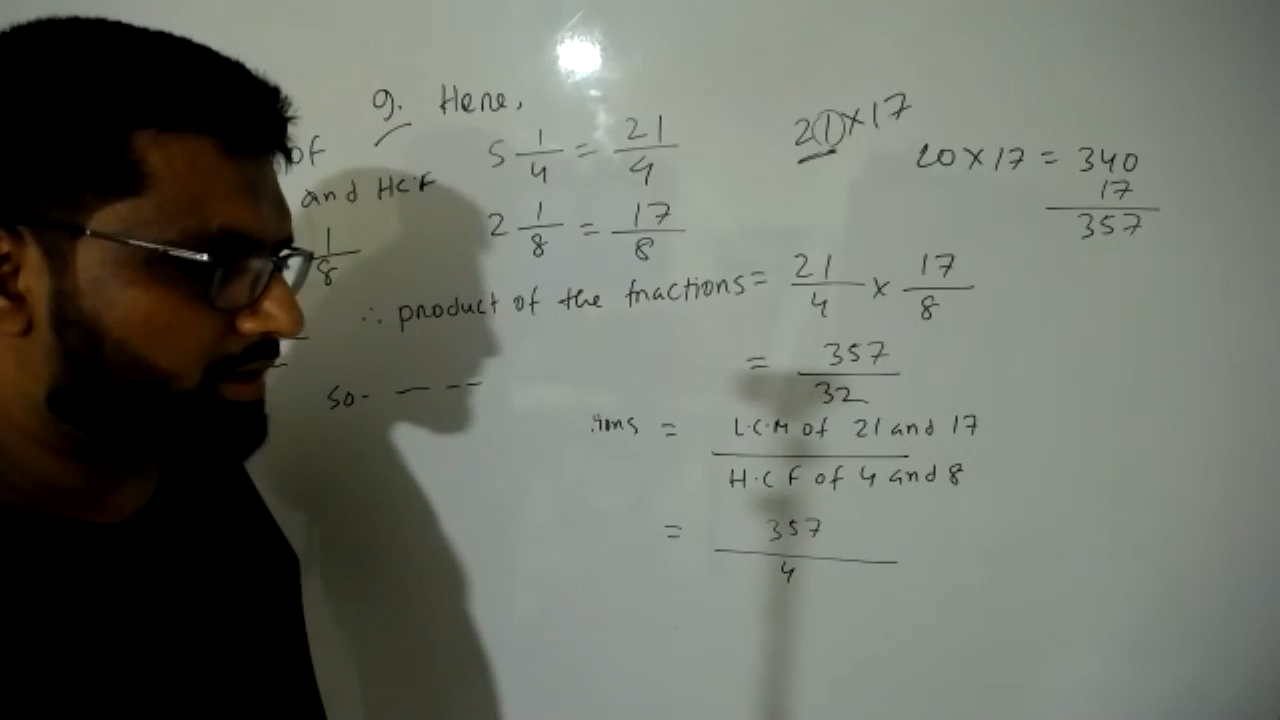 9. Here,
of
and HCF
1/8
5 1/4 = 21/4
2 1/8 = 17/8
21×17
20×17 = 340
17
357
∴ product of the fractions = 21/4 × 17/8
= 357/32
so. - --
= L.C.M of 21 and 17
H.C.F of 4 and 8
= 357/4